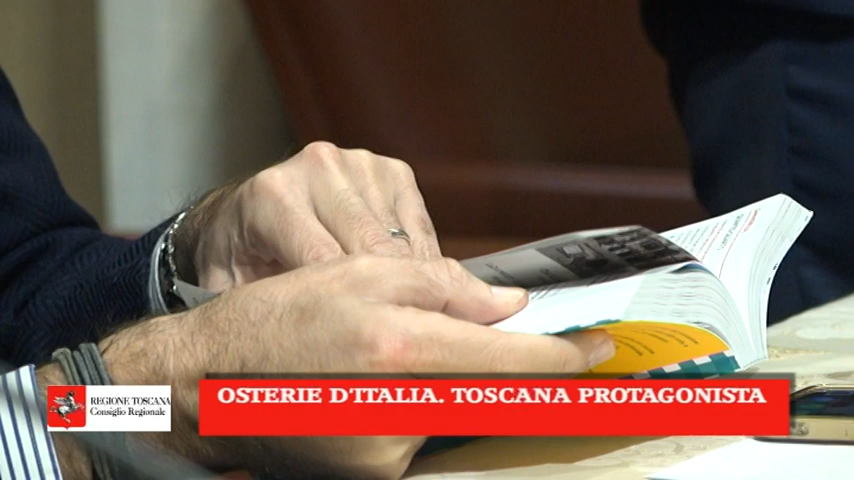 REGIONE TOSCANA
Consiglio Regionale
OSTERIE D'ITALIA. TOSCANA PROTAGONISTA